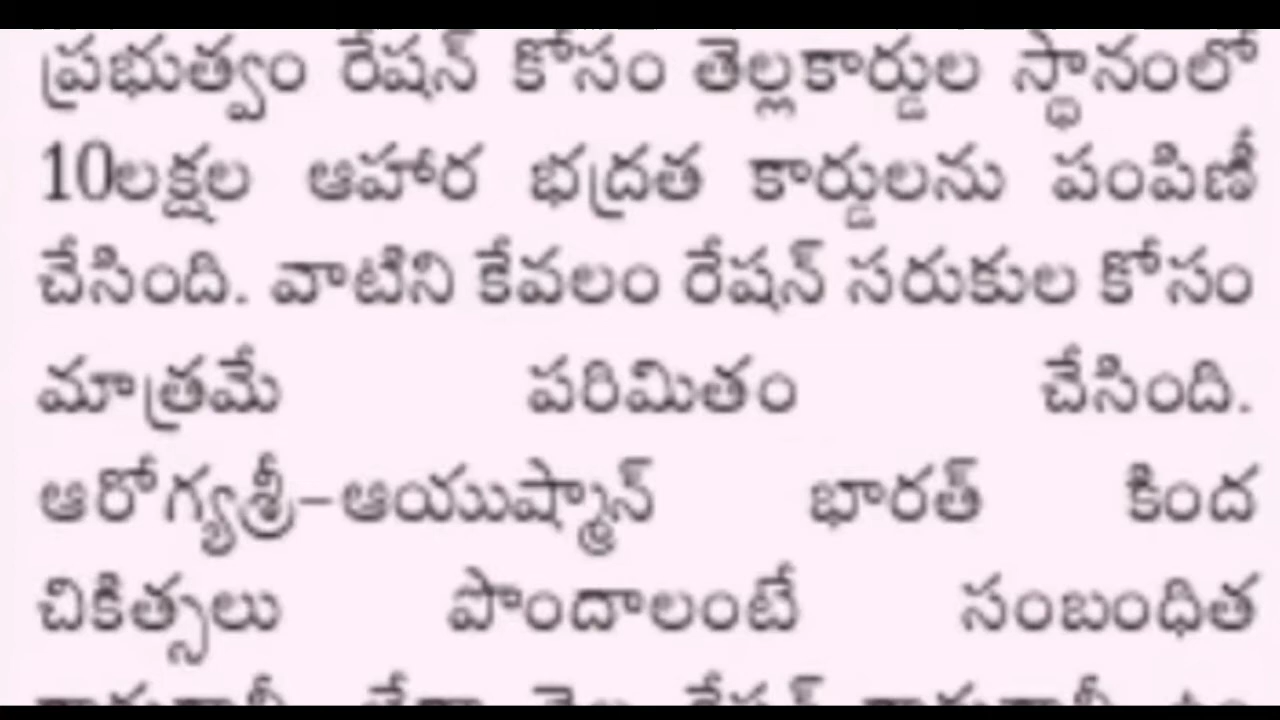 ప్రభుత్వం రేషన్ కోసం తెల్లకార్డుల స్థానంలో
10లక్షల ఆహార భద్రత కార్డులను పంపిణీ
చేసింది. వాటిని కేవలం రేషన్ సరుకుల కోసం
మాత్రమే పరిమితం చేసింది.
ఆరోగ్యశ్రీ-ఆయుష్మాన్ భారత్ కింద
చికిత్సలు పొందాలంటే సంబంధిత